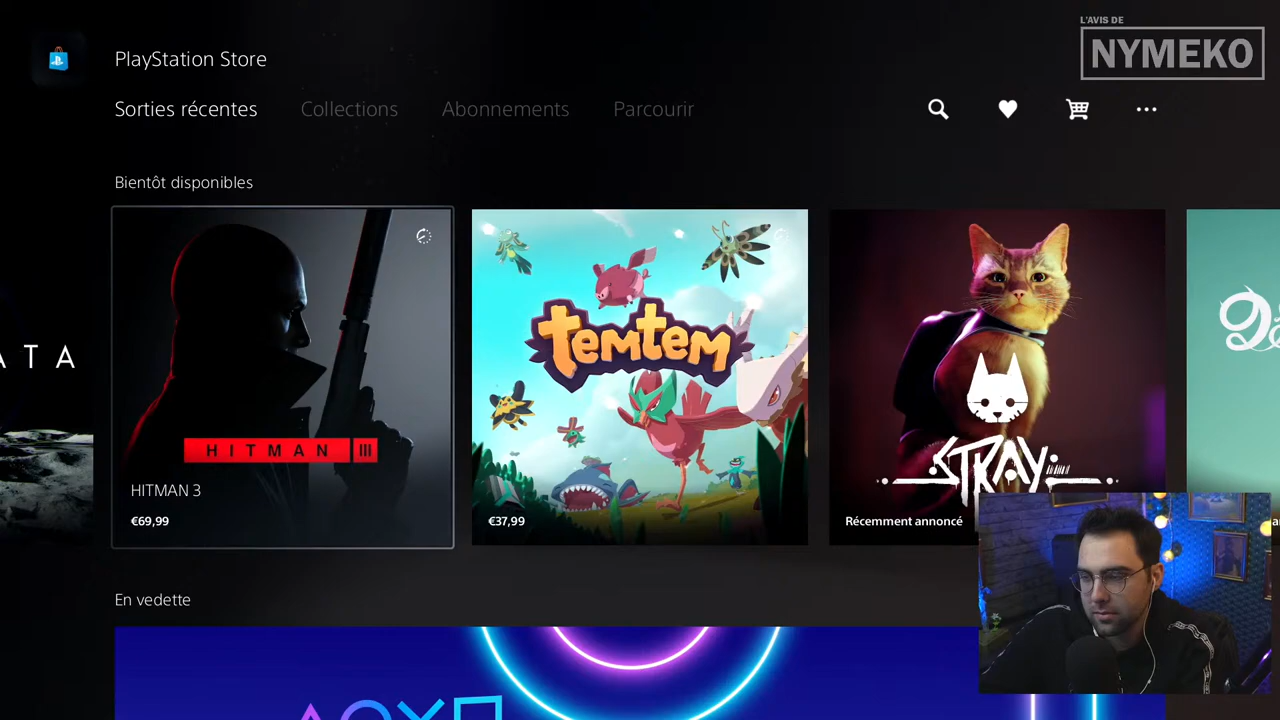 L'AVIS DE
NYMEKO
PlayStation Store
Sorties récentes
Collections
Abonnements
Parcourir
Bientôt disponibles
ATA
HITMAN III
HITMAN 3
€69,99
temtem
€37,99
STRAY
Récemment annoncé
En vedette